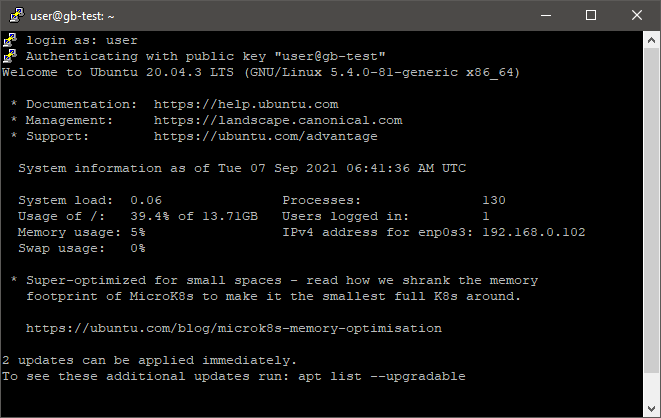 user@gb-test: ~
login as: user
Authenticating with public key "user@gb-test"
Welcome to Ubuntu 20.04.3 LTS (GNU/Linux 5.4.0-81-generic x86_64)
* Documentation:  https://help.ubuntu.com
* Management:     https://landscape.canonical.com
* Support:        https://ubuntu.com/advantage
System information as of Tue 07 Sep 2021 06:41:36 AM UTC
System load:  0.06               Processes:               130
Usage of /:   39.4% of 13.71GB   Users logged in:         1
Memory usage: 5%                 IPv4 address for enp0s3: 192.168.0.102
Swap usage:   0%
* Super-optimized for small spaces - read how we shrank the memory
footprint of MicroK8s to make it the smallest full K8s around.
https://ubuntu.com/blog/microk8s-memory-optimisation
2 updates can be applied immediately.
To see these additional updates run: apt list --upgradable